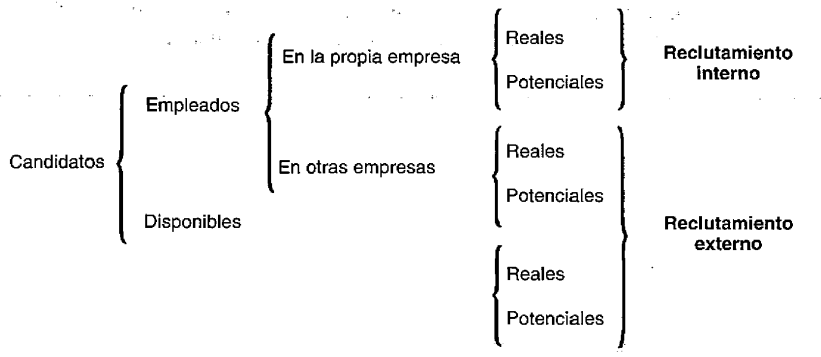 Candidatos
Empleados
Disponibles
En la propia empresa
En otras empresas
Reales
Potenciales
Reales
Potenciales
Reales
Potenciales
Reclutamiento
interno
Reclutamiento
externo